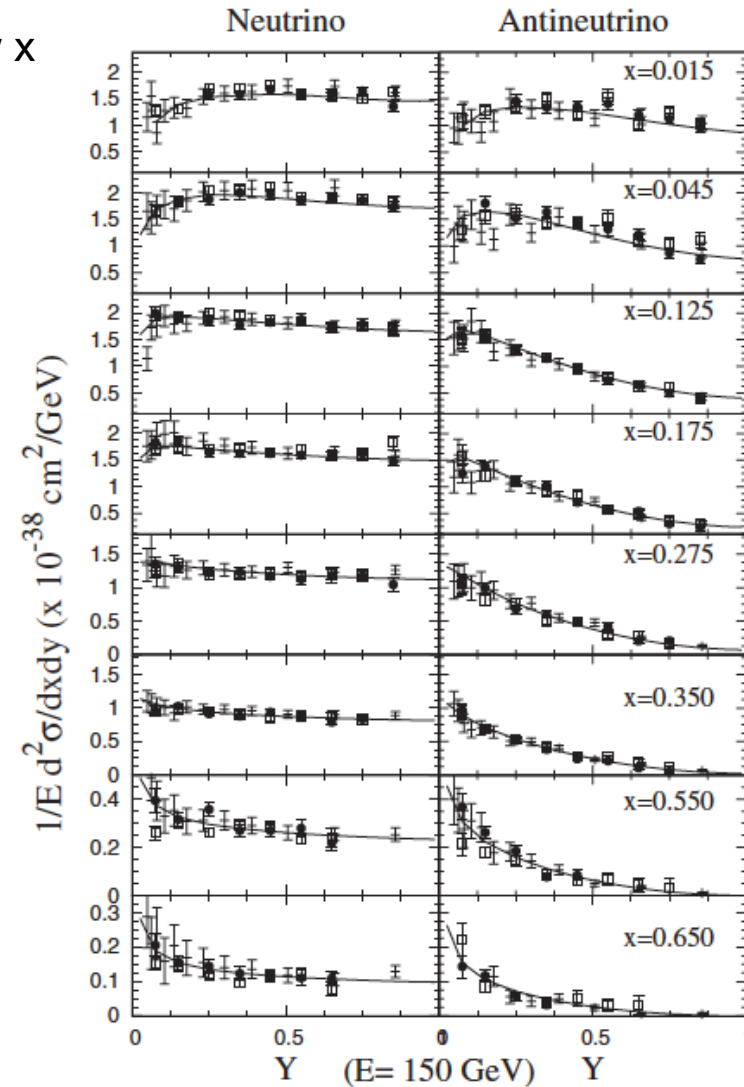 Neutrino Antineutrino
x
2 x=0.015
1.5
1
0.5
2 x=0.045
1.5
1
0.5
2 x=0.125
1.5
1
0.5
2 x=0.175
1.5
1
0.5
1.5 x=0.275
1
0.5
0
1.5 x=0.350
1
0.5
0
0.4 x=0.550
0.2
0
0.3 x=0.650
0.2
0.1
0
1/E d²σ/dxdy (x 10⁻³⁸ cm²/GeV)
0 0.5 0.5 1
Y (E= 150 GeV) Y